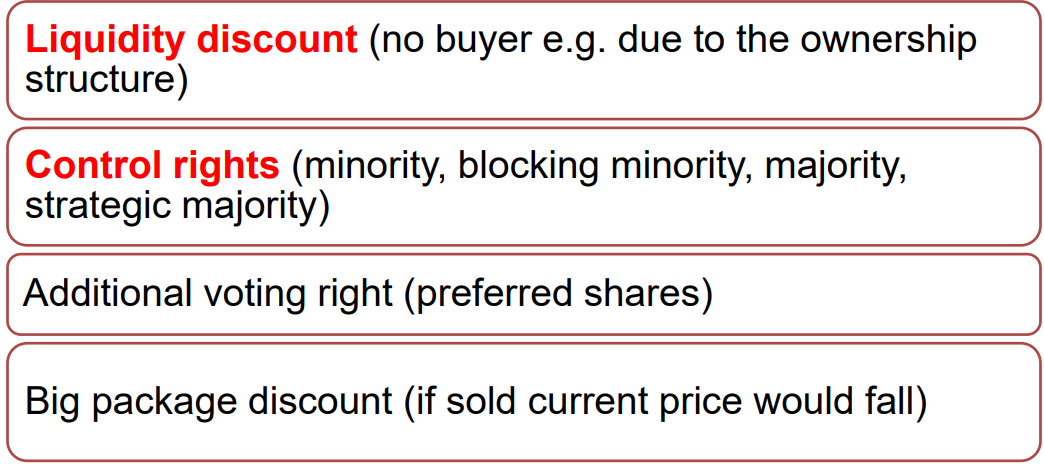 Liquidity discount (no buyer e.g. due to the ownership
structure)
Control rights (minority, blocking minority, majority,
strategic majority)
Additional voting right (preferred shares)
Big package discount (if sold current price would fall)